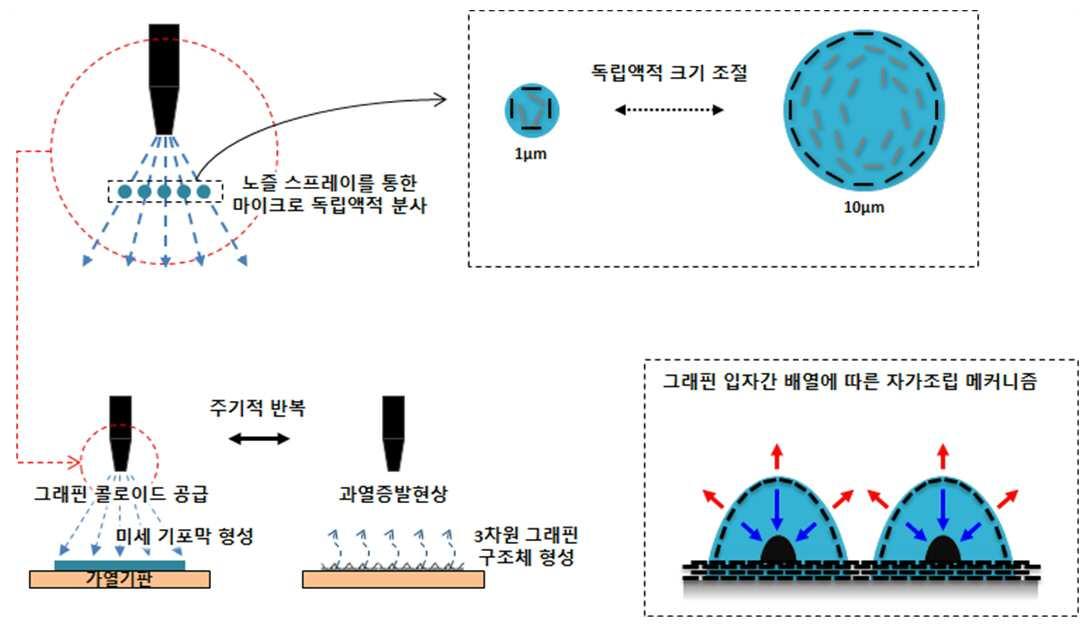 독립액적 크기 조절
1μm
10μm
노즐 스프레이를 통한
마이크로 독립액적 분사
주기적 반복
그래핀 콜로이드 공급
미세 기포막 형성
가열기판
과열증발현상
3차원 그래핀
구조체 형성
그래핀 입자간 배열에 따른 자가조립 메커니즘